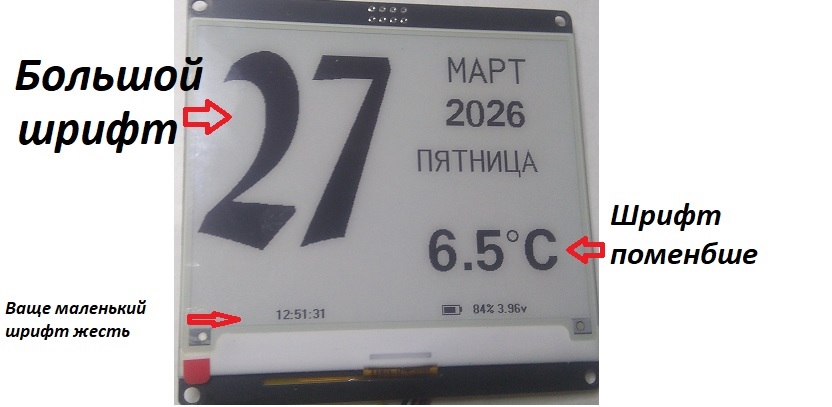 Большой
шрифт
27
МАРТ
2026
ПЯТНИЦА
Шрифт
поменбше
6.5°C
Ваще маленький
шрифт жесть
12:51:31
84% 3.96v